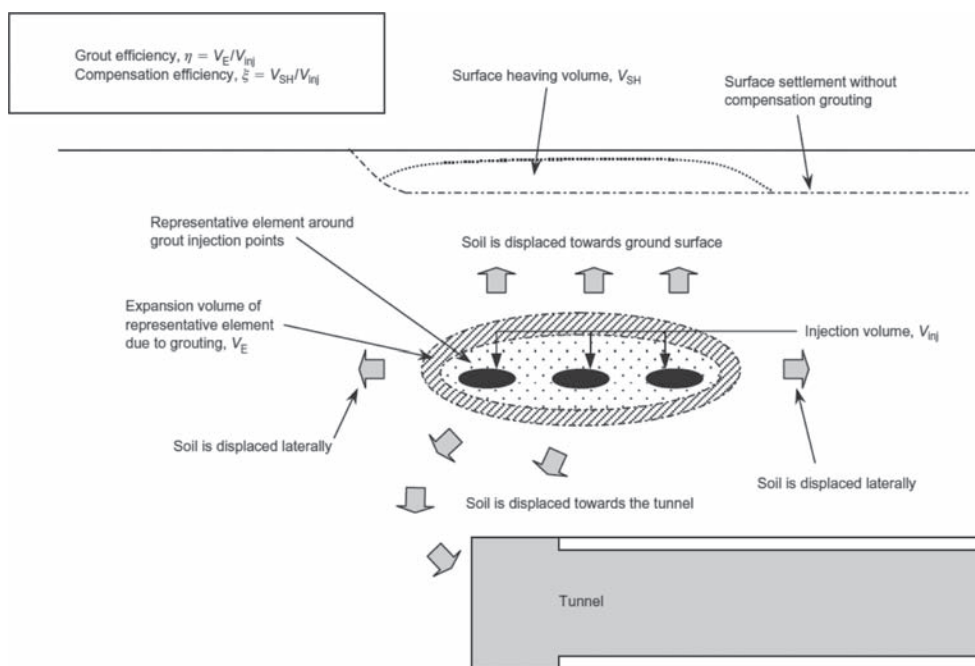 Grout efficiency, η = V_E/V_inj
Compensation efficiency, ξ = V_SH/V_inj
Surface heaving volume, V_SH
Surface settlement without
compensation grouting
Representative element around
grout injection points
Soil is displaced towards ground surface
Expansion volume of
representative element
due to grouting, V_E
Injection volume, V_inj
Soil is displaced laterally
Soil is displaced laterally
Soil is displaced towards the tunnel
Tunnel